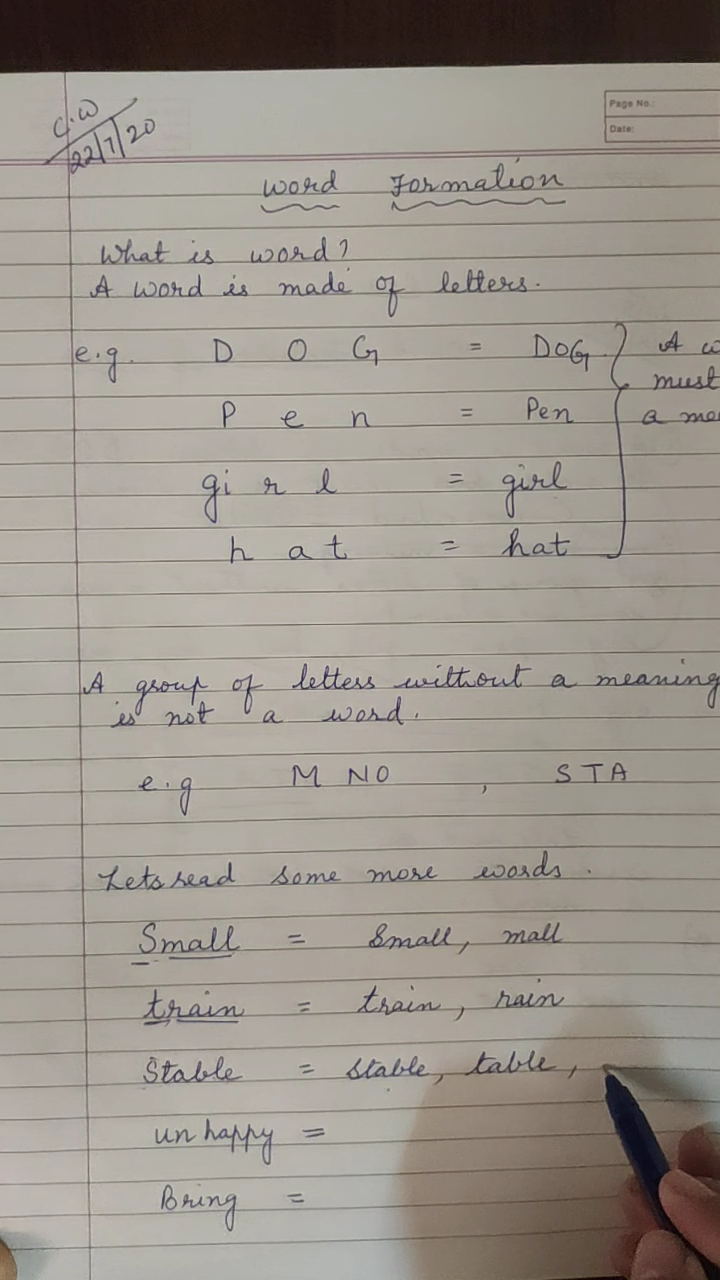 C.W
22/7/20
Page No.:
Date:
Word Formation
What is word?
A word is made of letters.
e.g. D O G = DOG A
must
P e n = Pen a
gi r l = girl
h a t = hat
A group of letters without a meaning
is not a word.
e.g M N O , S T A
Lets read some more words.
Small = Small, mall
train = train, rain
Stable = stable, table,
un happy =
Bring =